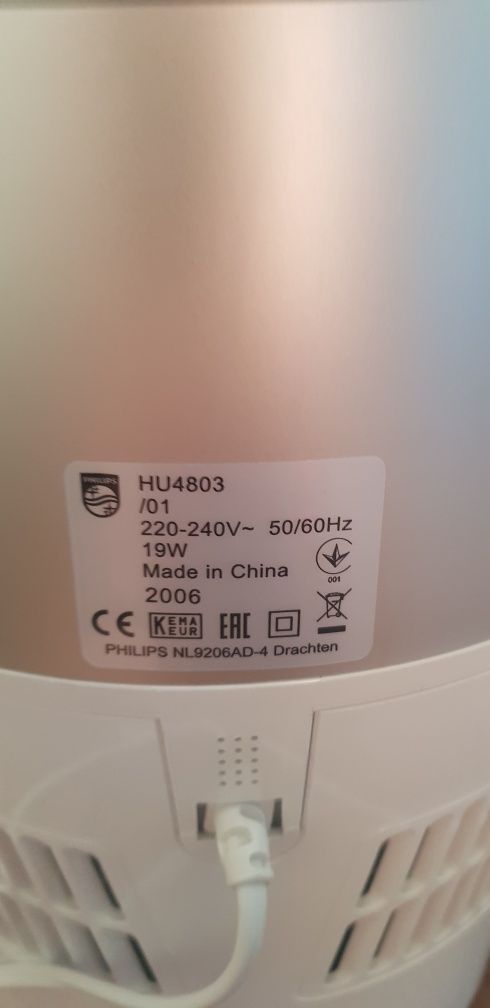 PHILIPS
HU4803
/01
220-240V~ 50/60Hz
19W
Made in China
001
2006
CE KEMA EUR EAC
PHILIPS NL9206AD-4 Drachten